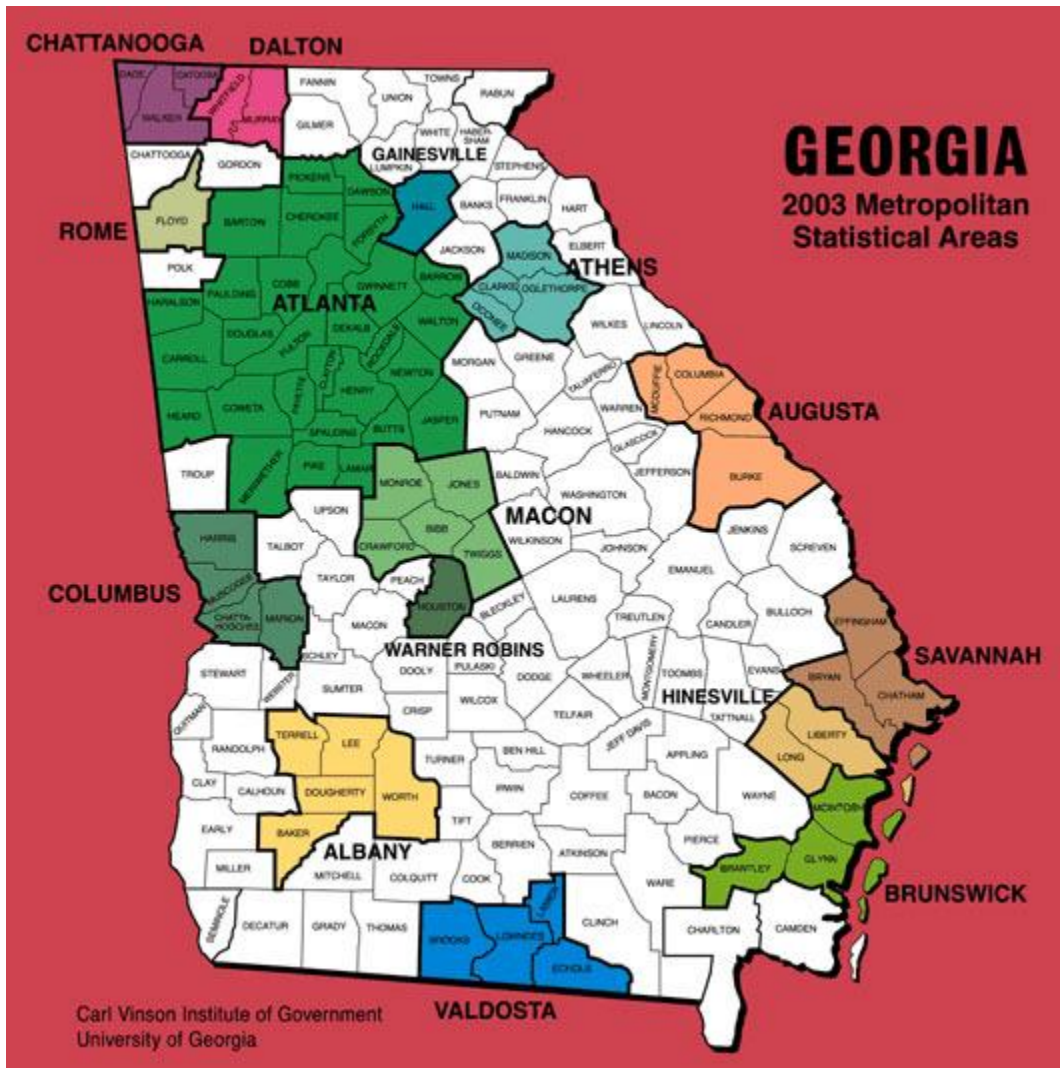 CHATTANOOGA
DALTON
GEORGIA
2003 Metropolitan
Statistical Areas
DADE
CATOOSA
WALKER
WHITFIELD
MURRAY
FANNIN
UNION
TOWNS
RABUN
GILMER
WHITE
HABER-
SHAM
GAINESVILLE
LUMPKIN
STEPHENS
CHATTOOGA
GORDON
PICKENS
DAWSON
HALL
BANKS
FRANKLIN
HART
ROME
FLOYD
BARTON
CHEROKEE
FORSYTH
JACKSON
MADISON
ELBERT
ATHENS
POLK
CLARKE
OGLETHORPE
OCONEE
HARALSON
PAULDING
COBB
GWINNETT
BARROW
ATLANTA
WALTON
DOUGLAS
FULTON
DEKALB
ROCKDALE
WILKES
LINCOLN
CARROLL
CLAYTON
NEWTON
MORGAN
GREENE
TALIAFERRO
MCDUFFIE
COLUMBIA
HEARD
COWETA
FAYETTE
HENRY
JASPER
PUTNAM
WARREN
RICHMOND
AUGUSTA
SPALDING
BUTTS
HANCOCK
GLASCOCK
TROUP
MERIWETHER
PIKE
LAMAR
MONROE
JONES
BALDWIN
JEFFERSON
BURKE
WASHINGTON
UPSON
BIBB
MACON
WILKINSON
HARRIS
TALBOT
CRAWFORD
TWIGGS
JOHNSON
JENKINS
SCREVEN
COLUMBUS
MUSCOGEE
TAYLOR
PEACH
EMANUEL
CHATTA-
HOOCHEE
MARION
HOUSTON
BLECKLEY
LAURENS
TREUTLEN
CANDLER
BULLOCH
EFFINGHAM
MACON
WARNER ROBINS
SCHLEY
DOOLY
PULASKI
DODGE
WHEELER
MONTGOMERY
TOOMBS
EVANS
BRYAN
SAVANNAH
CHATHAM
STEWART
WEBSTER
SUMTER
CRISP
WILCOX
TELFAIR
HINESVILLE
TATTNALL
QUITMAN
RANDOLPH
TERRELL
LEE
TURNER
BEN HILL
JEFF DAVIS
APPLING
LONG
LIBERTY
CLAY
CALHOUN
DOUGHERTY
WORTH
IRWIN
COFFEE
BACON
WAYNE
MCINTOSH
EARLY
BAKER
ALBANY
TIFT
BERRIEN
ATKINSON
PIERCE
GLYNN
MILLER
MITCHELL
COLQUITT
COOK
WARE
BRANTLEY
BRUNSWICK
SEMINOLE
DECATUR
GRADY
THOMAS
BROOKS
LOWNDES
LANIER
CLINCH
CHARLTON
CAMDEN
ECHOLS
VALDOSTA
Carl Vinson Institute of Government
University of Georgia